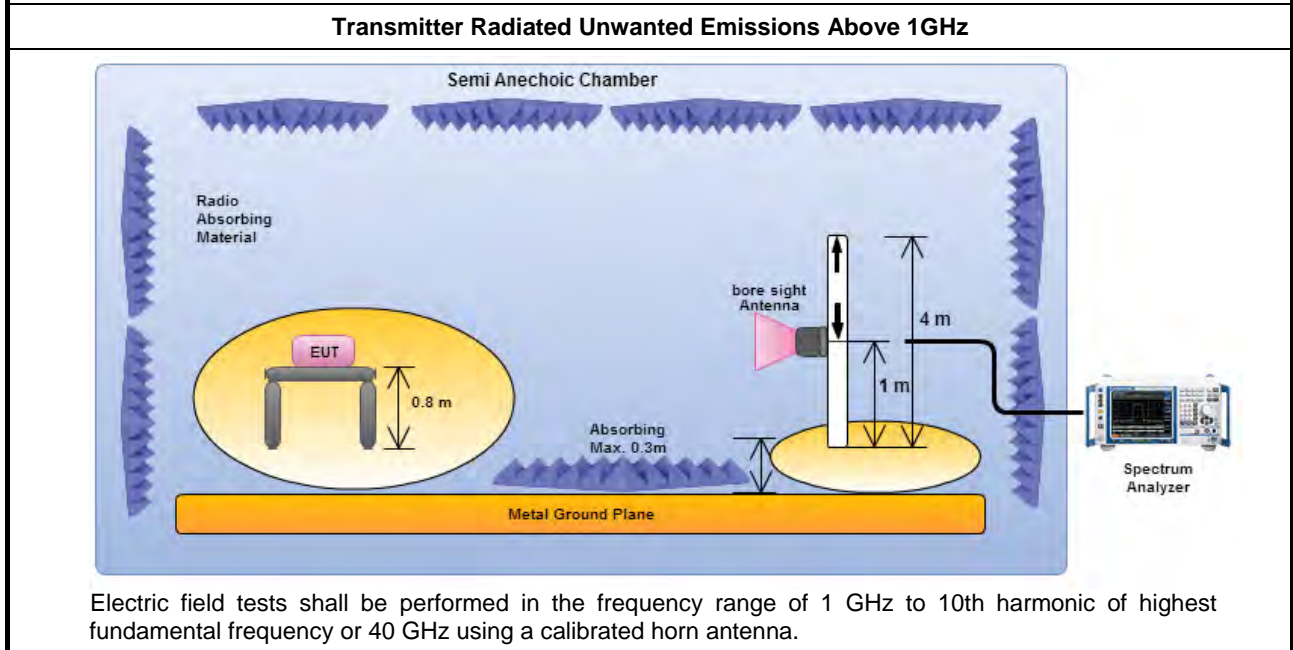 Transmitter Radiated Unwanted Emissions Above 1GHz
Semi Anechoic Chamber
Radio
Absorbing
Material
bore sight
Antenna
4 m
EUT
1 m
0.8 m
Absorbing
Max. 0.3m
Spectrum
Analyzer
Metal Ground Plane
Electric field tests shall be performed in the frequency range of 1 GHz to 10th harmonic of highest
fundamental frequency or 40 GHz using a calibrated horn antenna.